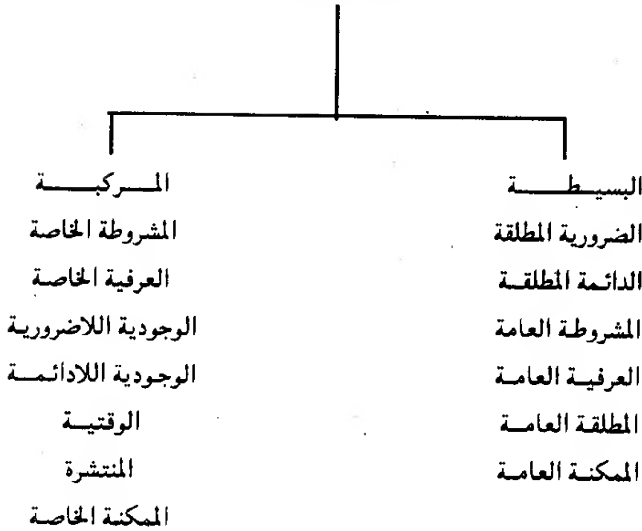 البسيطة
الضرورية المطلقة
الدائمة المطلقة
المشروطة العامة
العرفية العامة
المطلقة العامة
الممكنة العامة
المركبة
المشروطة الخاصة
العرفية الخاصة
الوجودية اللاضرورية
الوجودية اللادائمة
الوقتية
المنتشرة
الممكنة الخاصة